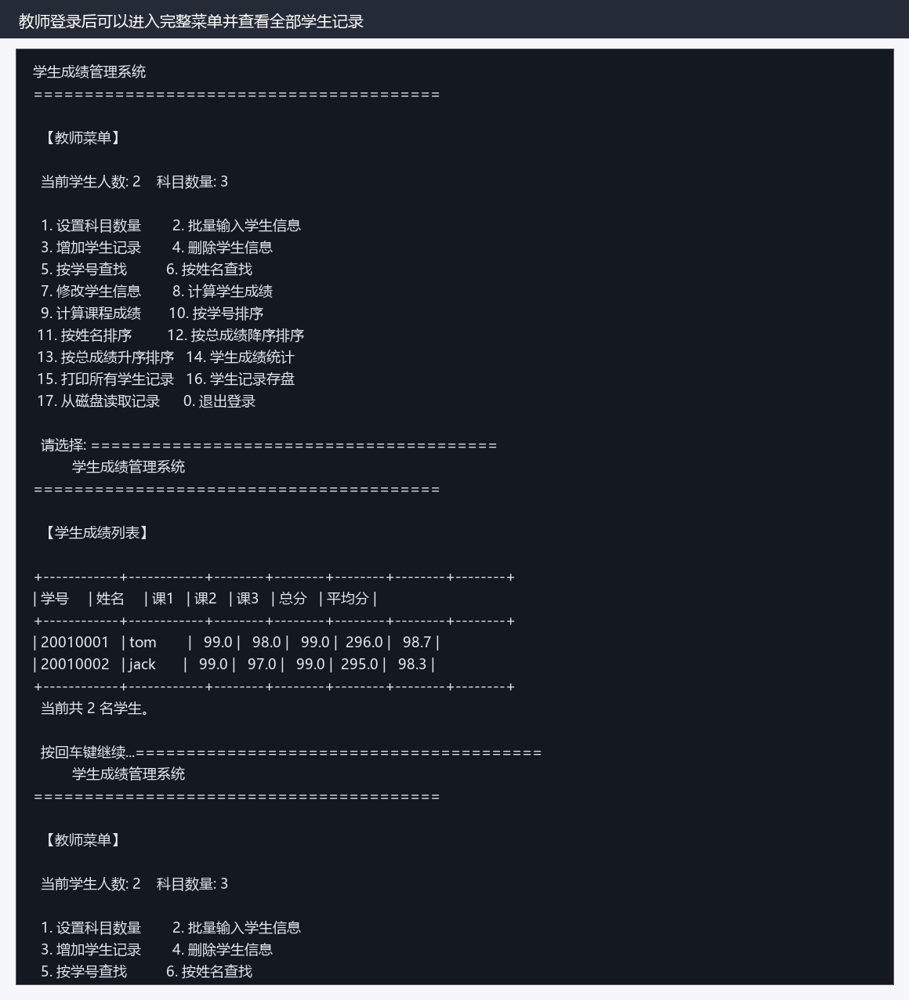 教师登录后可以进入完整菜单并查看全部学生记录
学生成绩管理系统
========================================
【教师菜单】
当前学生人数: 2    科目数量: 3
1. 设置科目数量        2. 批量输入学生信息
3. 增加学生记录        4. 删除学生信息
5. 按学号查找          6. 按姓名查找
7. 修改学生信息        8. 计算学生成绩
9. 计算课程成绩       10. 按学号排序
11. 按姓名排序         12. 按总成绩降序排序
13. 按总成绩升序排序   14. 学生成绩统计
15. 打印所有学生记录   16. 学生记录存盘
17. 从磁盘读取记录      0. 退出登录
请选择: ========================================
学生成绩管理系统
========================================
【学生成绩列表】
+------------+------------+--------+--------+--------+--------+--------+
| 学号     | 姓名     | 课1   | 课2   | 课3   | 总分   | 平均分 |
+------------+------------+--------+--------+--------+--------+--------+
| 20010001   | tom        |   99.0 |   98.0 |   99.0 |  296.0 |   98.7 |
| 20010002   | jack       |   99.0 |   97.0 |   99.0 |  295.0 |   98.3 |
+------------+------------+--------+--------+--------+--------+--------+
当前共 2 名学生。
按回车键继续...========================================
学生成绩管理系统
========================================
【教师菜单】
当前学生人数: 2    科目数量: 3
1. 设置科目数量        2. 批量输入学生信息
3. 增加学生记录        4. 删除学生信息
5. 按学号查找          6. 按姓名查找